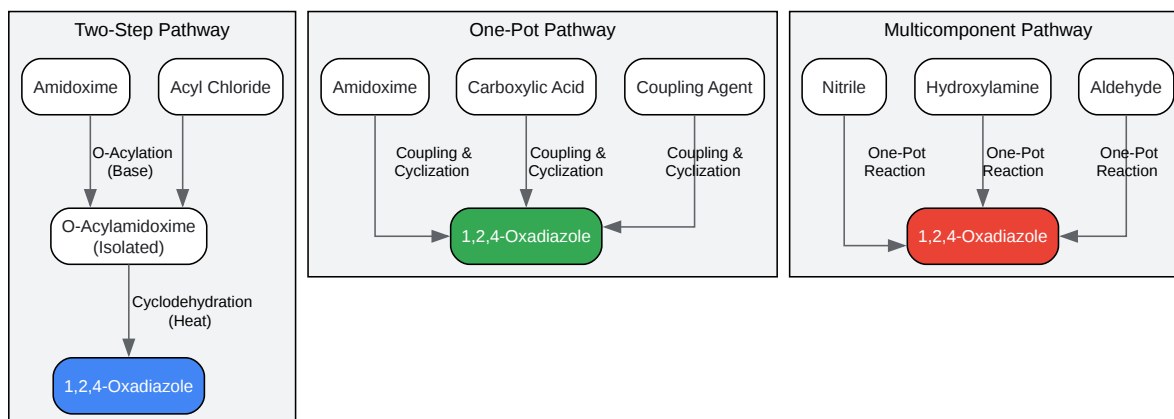 Two-Step Pathway
Amidoxime
Acyl Chloride
O-Acylation
(Base)
O-Acylamidoxime
(Isolated)
Cyclodehydration
(Heat)
1,2,4-Oxadiazole
One-Pot Pathway
Amidoxime
Carboxylic Acid
Coupling Agent
Coupling &
Cyclization
Coupling &
Cyclization
Coupling &
Cyclization
1,2,4-Oxadiazole
Multicomponent Pathway
Nitrile
Hydroxylamine
Aldehyde
One-Pot
Reaction
One-Pot
Reaction
One-Pot
Reaction
1,2,4-Oxadiazole